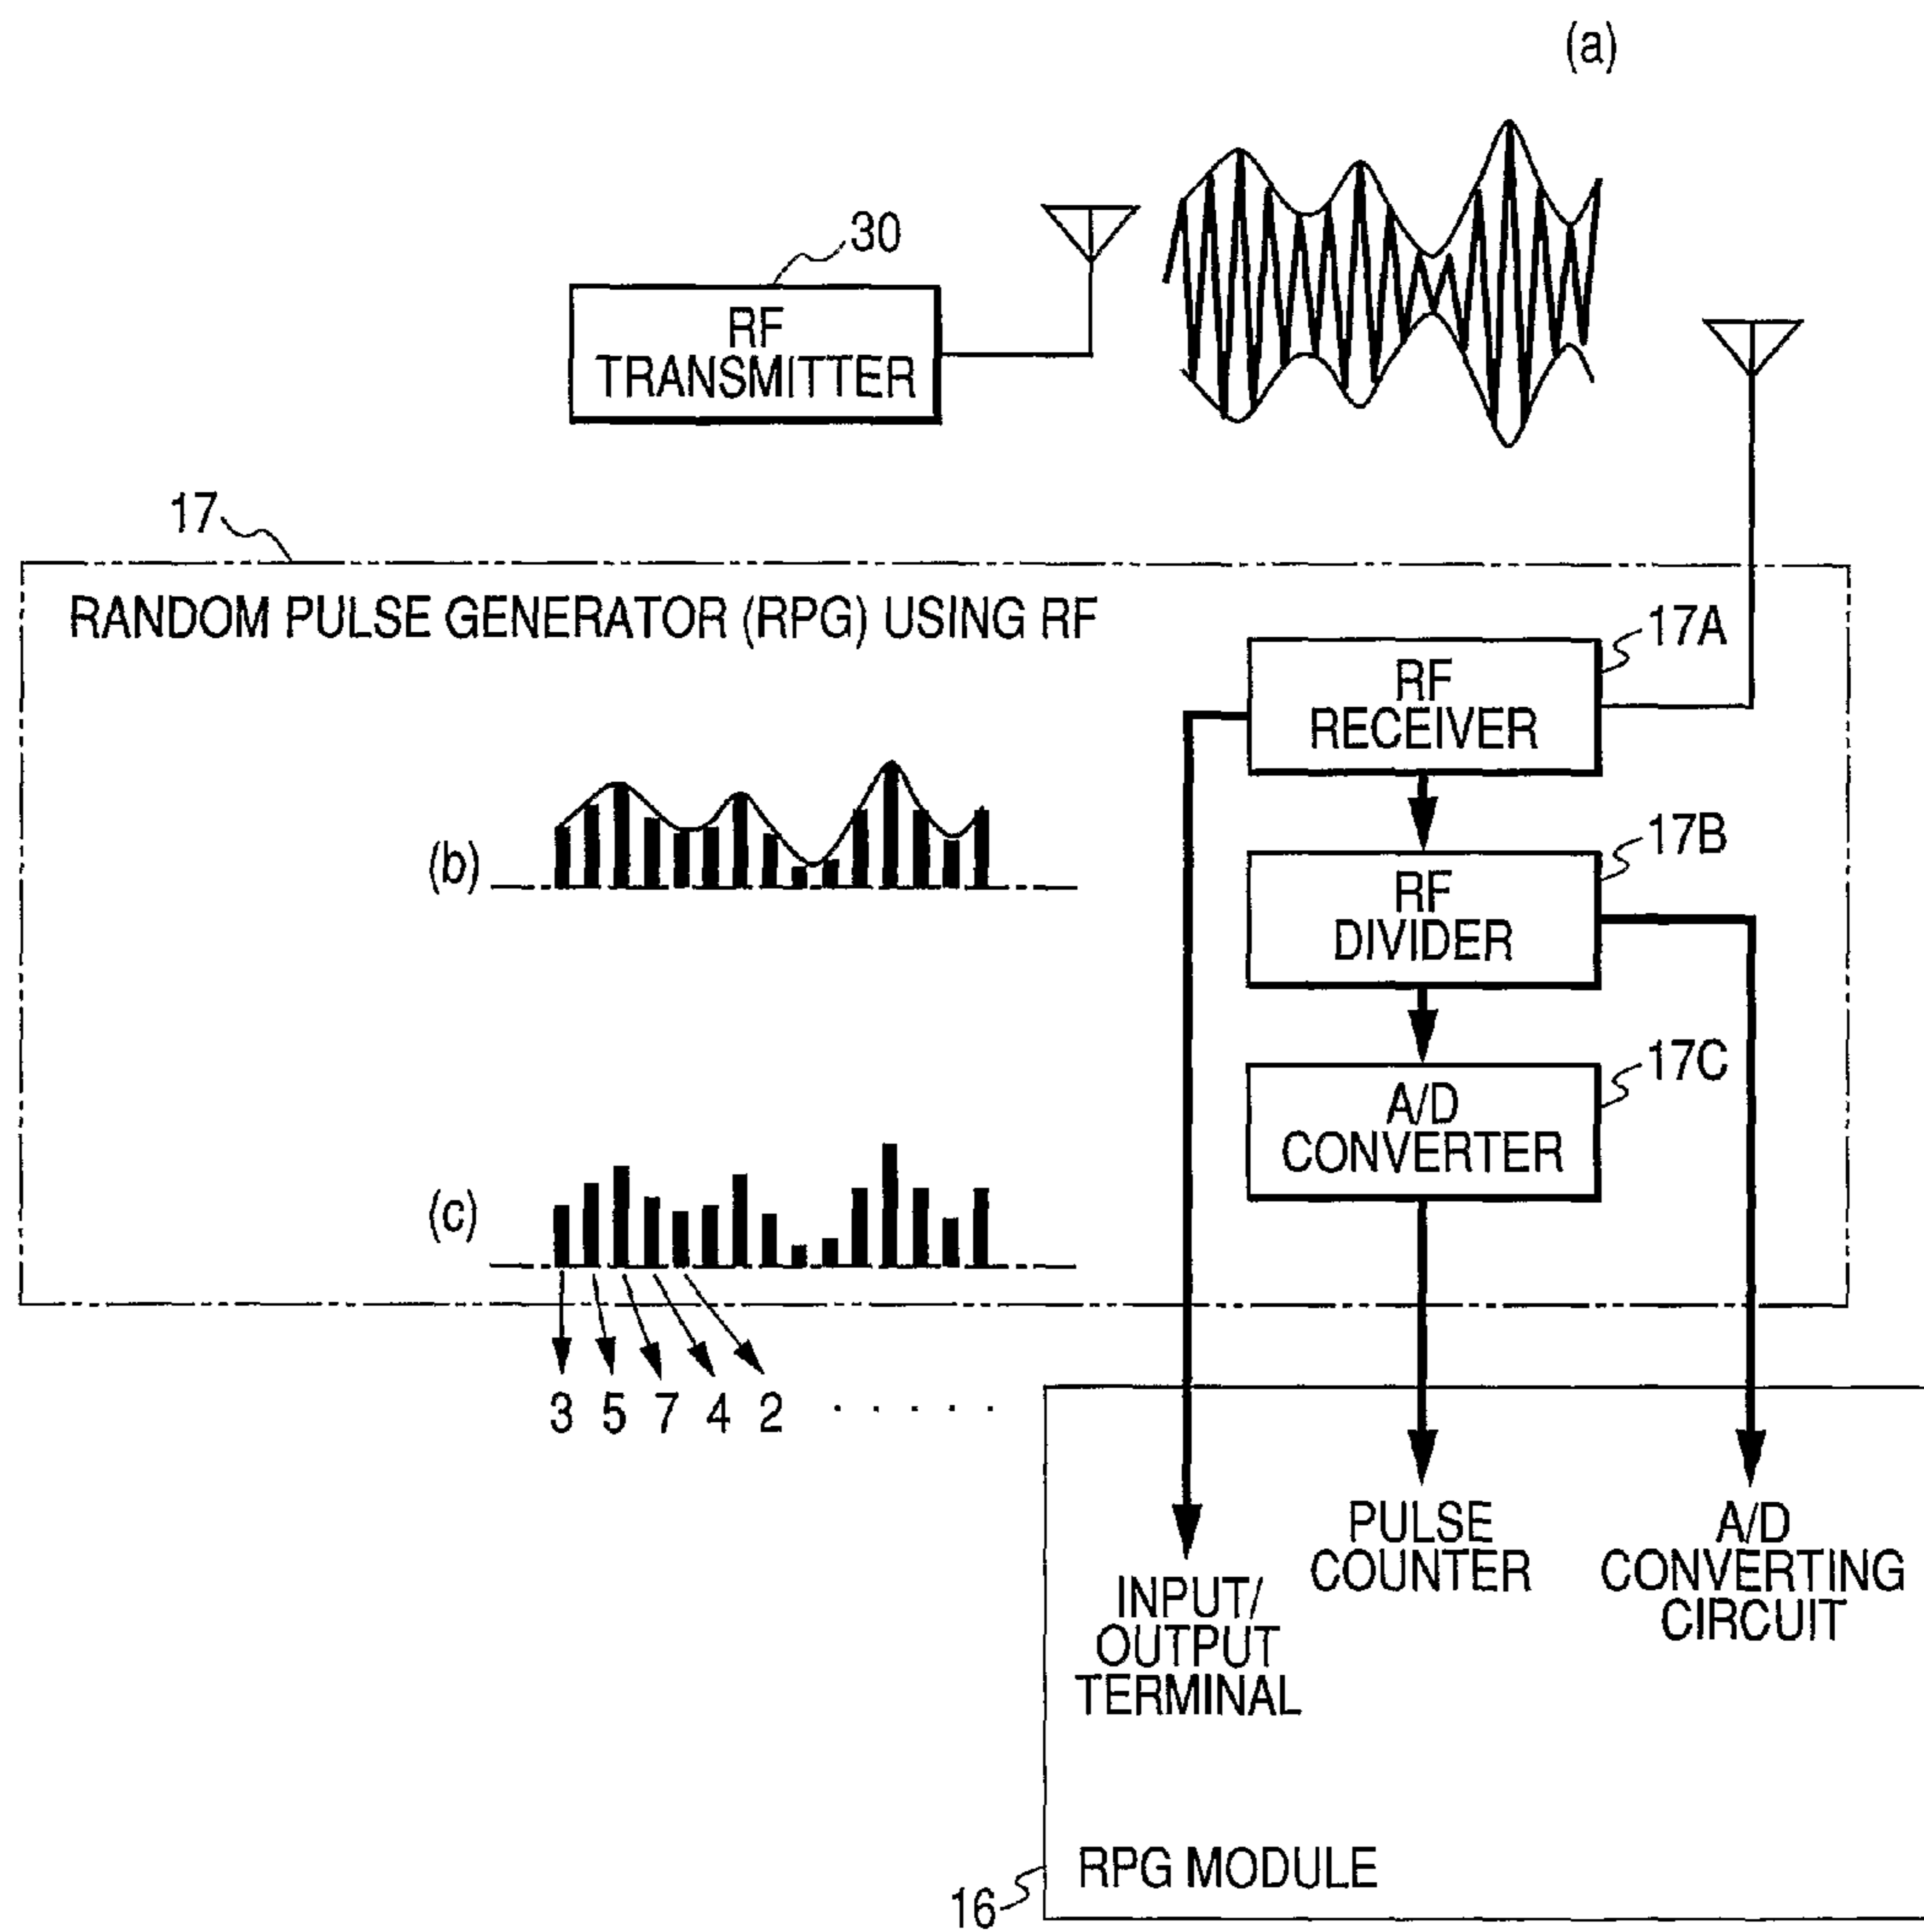 (a)
30
RF
TRANSMITTER
17
RANDOM PULSE GENERATOR (RPG) USING RF
17A
RF
RECEIVER
(b)
17B
RF
DIVIDER
17C
A/D
CONVERTER
(c)
3 5 7 4 2 . . . . .
PULSE
COUNTER
A/D
CONVERTING
CIRCUIT
INPUT/
OUTPUT
TERMINAL
RPG MODULE
16